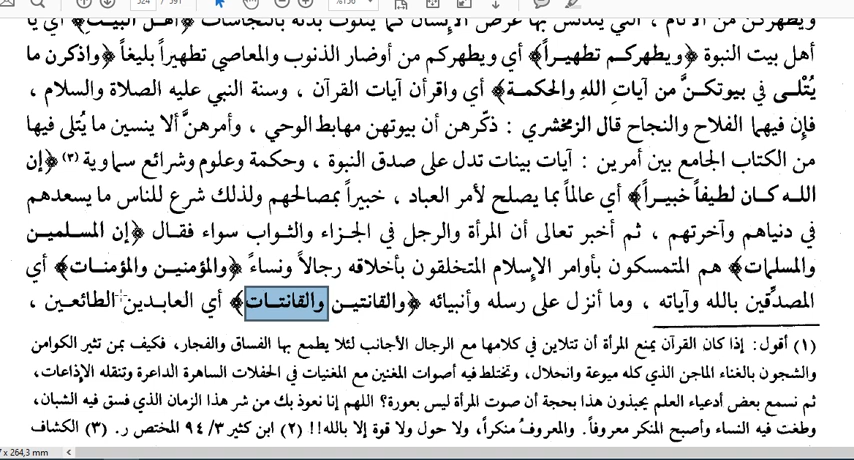 324 / 591
%150
ويطهركن من الأنام ، التي يتدنس بها عرض الإنسان كما يتلوث بدنه بالنجاسات ﴿أهل البيت﴾ أي يا
أهل بيت النبوة ﴿ويطهركم تطهيراً﴾ أي ويطهركم من أوضار الذنوب والمعاصي تطهيراً بليغاً ﴿واذكرن ما
يُتْلى في بيوتكنَّ من آياتِ اللهِ والحكمة﴾ أي واقرأن آيات القرآن ، وسنة النبي عليه الصلاة والسلام ،
فإن فيهما الفلاح والنجاح قال الزمخشري : ذكّرهن أن بيوتهن مهابط الوحي ، وأمرهنَّ ألا ينسين ما يُتلى فيها
من الكتاب الجامع بين أمرين : آيات بينات تدل على صدق النبوة ، وحكمة وعلوم وشرائع سماوية (٣) ﴿إن
الله كان لطيفاً خبيراً﴾ أي عالماً بما يصلح لأمر العباد ، خبيراً بمصالحهم ولذلك شرع للناس ما يسعدهم
في دنياهم وآخرتهم ، ثم أخبر تعالى أن المرأة والرجل في الجزاء والثواب سواء فقال ﴿إن المسلمين
والمسلمات﴾ هم المتمسكون بأوامر الإسلام المتخلقون بأخلاقه رجالاً ونساءً ﴿والمؤمنين والمؤمنات﴾ أي
المصدّقين بالله وآياته ، وما أنزل على رسله وأنبيائه ﴿والقانتين والقانتات﴾ أي العابدين الطائعين ،
(١) أقول: إذا كان القرآن يمنع المرأة أن تتلاين في كلامها مع الرجال الأجانب لئلا يطمع بها الفساق والفجار، فكيف بمن تثير الكوامن
والشجون بالغناء الماجن الذي كله ميوعة وانحلال، وتختلط فيه أصوات المغنين مع المغنيات في الحفلات الساهرة الداعرة وتنقله الإذاعات،
ثم نسمع بعض أدعياء العلم يحبذون هذا بحجة أن صوت المرأة ليس بعورة؟ اللهم إنا نعوذ بك من شر هذا الزمان الذي فسق فيه الشبان،
وطغت فيه النساء وأصبح المنكر معروفاً. والمعروفُ منكراً، ولا حول ولا قوة إلا بالله!! (٢) ابن كثير ٣/ ٩٤ المختصر. (٣) الكشاف
x 264,3 mm